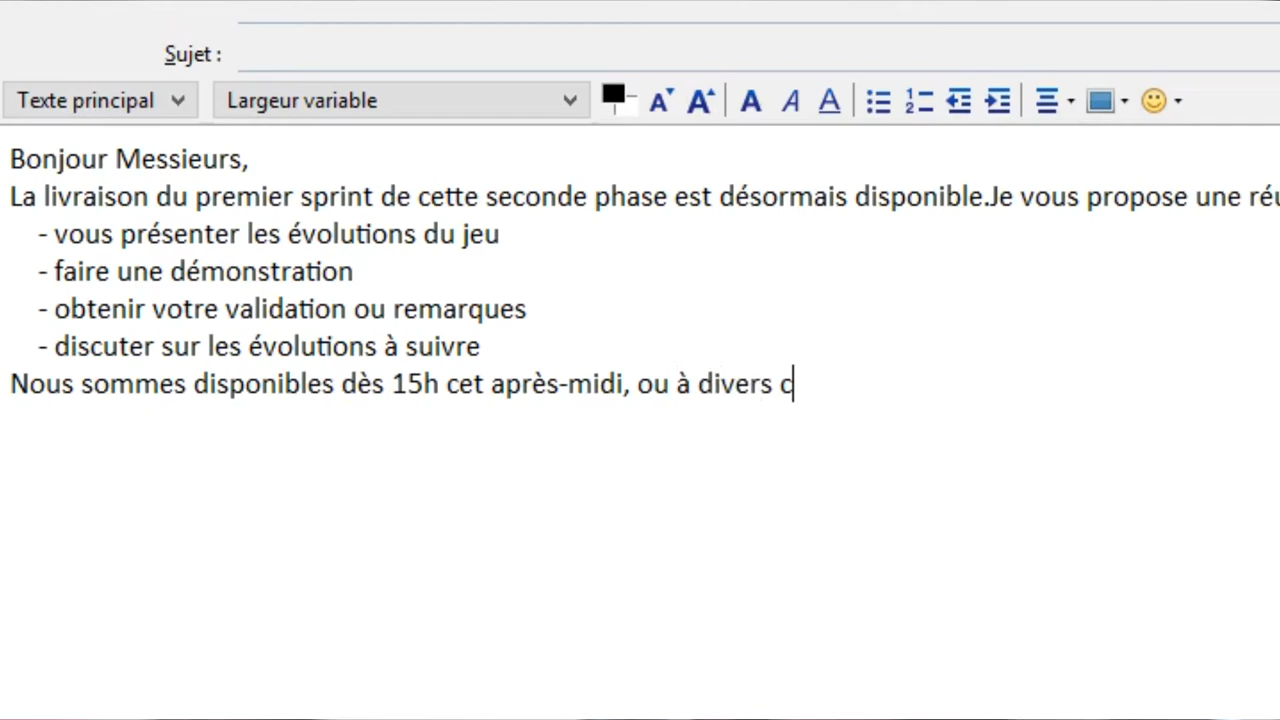 Sujet :
Texte principal
Largeur variable
Bonjour Messieurs,
La livraison du premier sprint de cette seconde phase est désormais disponible.Je vous propose une
- vous présenter les évolutions du jeu
- faire une démonstration
- obtenir votre validation ou remarques
- discuter sur les évolutions à suivre
Nous sommes disponibles dès 15h cet après-midi, ou à divers c